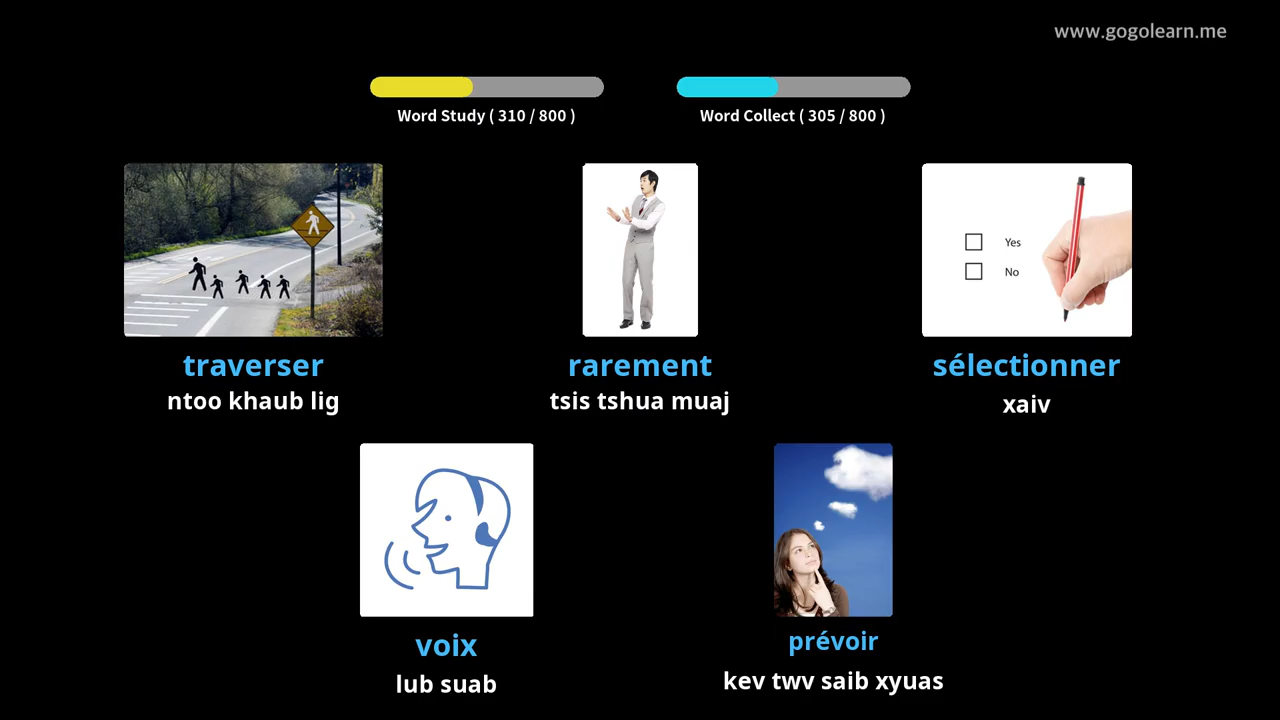 www.gogolearn.me
Word Study ( 310 / 800 )
Word Collect ( 305 / 800 )
Yes
No
traverser
ntoo khaub lig
rarement
tsis tshua muaj
sélectionner
xaiv
voix
lub suab
prévoir
kev twv saib xyuas